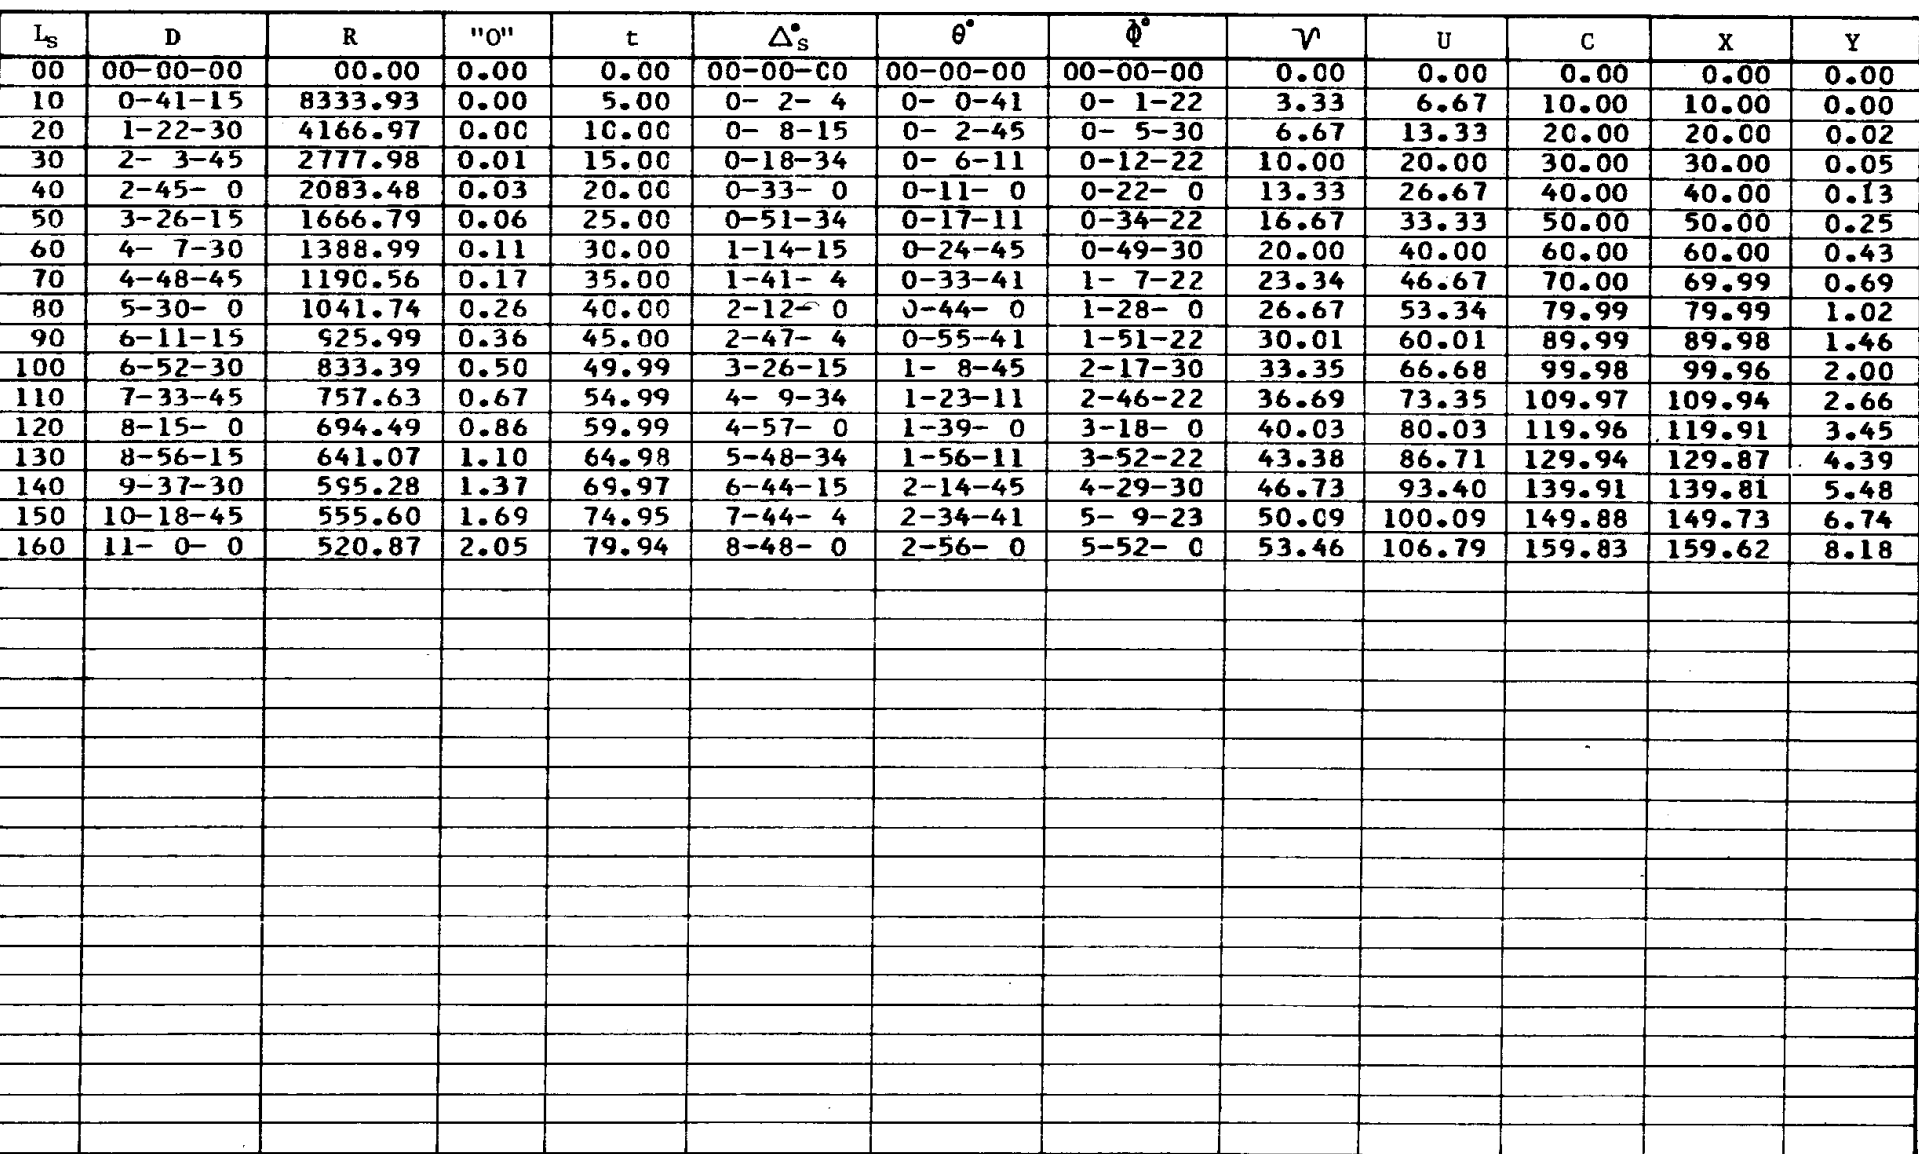 Ls D R "O" t Δ°s θ° Φ° ϒ U C X Y
00 00-00-00 00.00 0.00 0.00 00-00-00 00-00-00 00-00-00 0.00 0.00 0.00 0.00 0.00
10 0-41-15 8333.93 0.00 5.00 0- 2- 4 0- 0-41 0- 1-22 3.33 6.67 10.00 10.00 0.00
20 1-22-30 4166.97 0.00 10.00 0- 8-15 0- 2-45 0- 5-30 6.67 13.33 20.00 20.00 0.02
30 2- 3-45 2777.98 0.01 15.00 0-18-34 0- 6-11 0-12-22 10.00 20.00 30.00 30.00 0.05
40 2-45- 0 2083.48 0.03 20.00 0-33- 0 0-11- 0 0-22- 0 13.33 26.67 40.00 40.00 0.13
50 3-26-15 1666.79 0.06 25.00 0-51-34 0-17-11 0-34-22 16.67 33.33 50.00 50.00 0.25
60 4- 7-30 1388.99 0.11 30.00 1-14-15 0-24-45 0-49-30 20.00 40.00 60.00 60.00 0.43
70 4-48-45 1190.56 0.17 35.00 1-41- 4 0-33-41 1- 7-22 23.34 46.67 70.00 69.99 0.69
80 5-30- 0 1041.74 0.26 40.00 2-12- 0 0-44- 0 1-28- 0 26.67 53.34 79.99 79.99 1.02
90 6-11-15 925.99 0.36 45.00 2-47- 4 0-55-41 1-51-22 30.01 60.01 89.99 89.98 1.46
100 6-52-30 833.39 0.50 49.99 3-26-15 1- 8-45 2-17-30 33.35 66.68 99.98 99.96 2.00
110 7-33-45 757.63 0.67 54.99 4- 9-34 1-23-11 2-46-22 36.69 73.35 109.97 109.94 2.66
120 8-15- 0 694.49 0.86 59.99 4-57- 0 1-39- 0 3-18- 0 40.03 80.03 119.96 119.91 3.45
130 8-56-15 641.07 1.10 64.98 5-48-34 1-56-11 3-52-22 43.38 86.71 129.94 129.87 4.39
140 9-37-30 595.28 1.37 69.97 6-44-15 2-14-45 4-29-30 46.73 93.40 139.91 139.81 5.48
150 10-18-45 555.60 1.69 74.95 7-44- 4 2-34-41 5- 9-23 50.09 100.09 149.88 149.73 6.74
160 11- 0- 0 520.87 2.05 79.94 8-48- 0 2-56- 0 5-52- 0 53.46 106.79 159.83 159.62 8.18